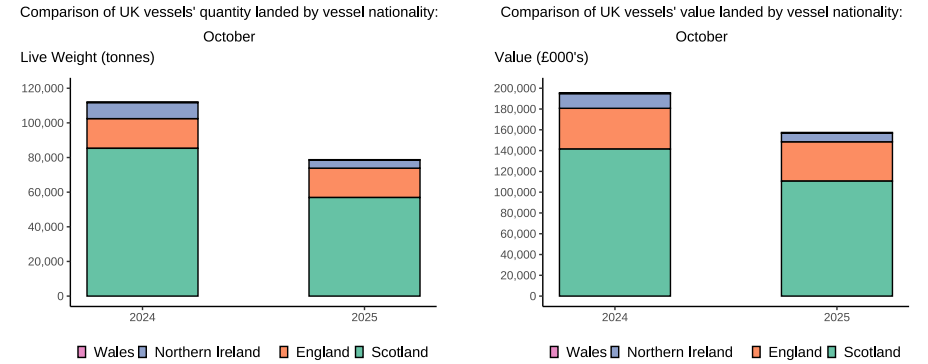 Comparison of UK vessels' quantity landed by vessel nationality:
October
Live Weight (tonnes)
120,000
100,000
80,000
60,000
40,000
20,000
0
2024 2025
Wales Northern Ireland England Scotland
Comparison of UK vessels' value landed by vessel nationality:
October
Value (£000's)
200,000
180,000
160,000
140,000
120,000
100,000
80,000
60,000
40,000
20,000
0
2024 2025
Wales Northern Ireland England Scotland